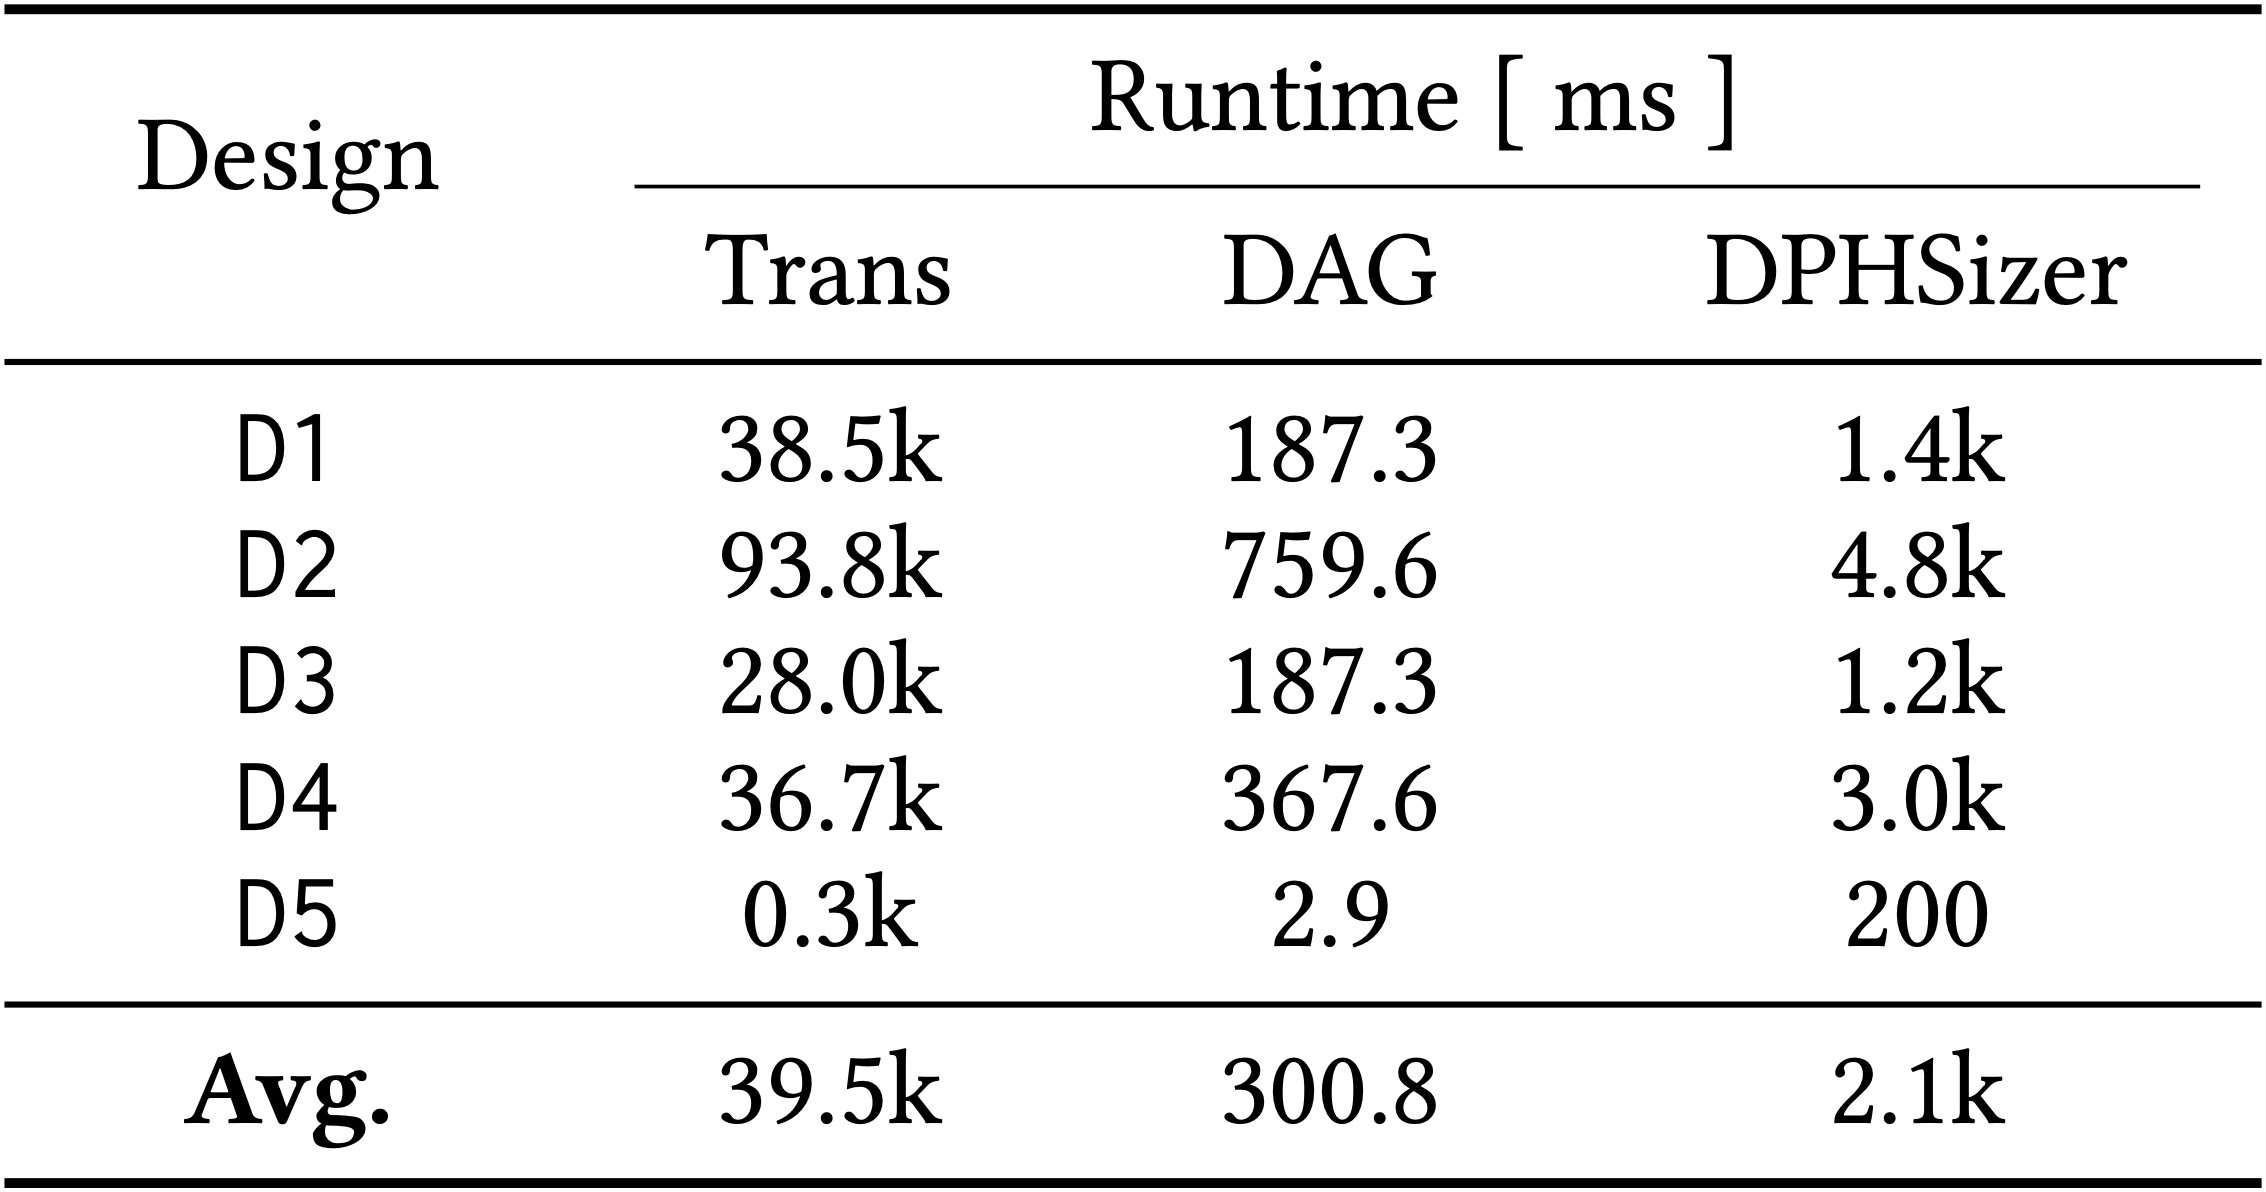 Runtime [ ms ]
Design
Trans DAG DPHSizer
D1 38.5k 187.3 1.4k
D2 93.8k 759.6 4.8k
D3 28.0k 187.3 1.2k
D4 36.7k 367.6 3.0k
D5 0.3k 2.9 200
Avg. 39.5k 300.8 2.1k